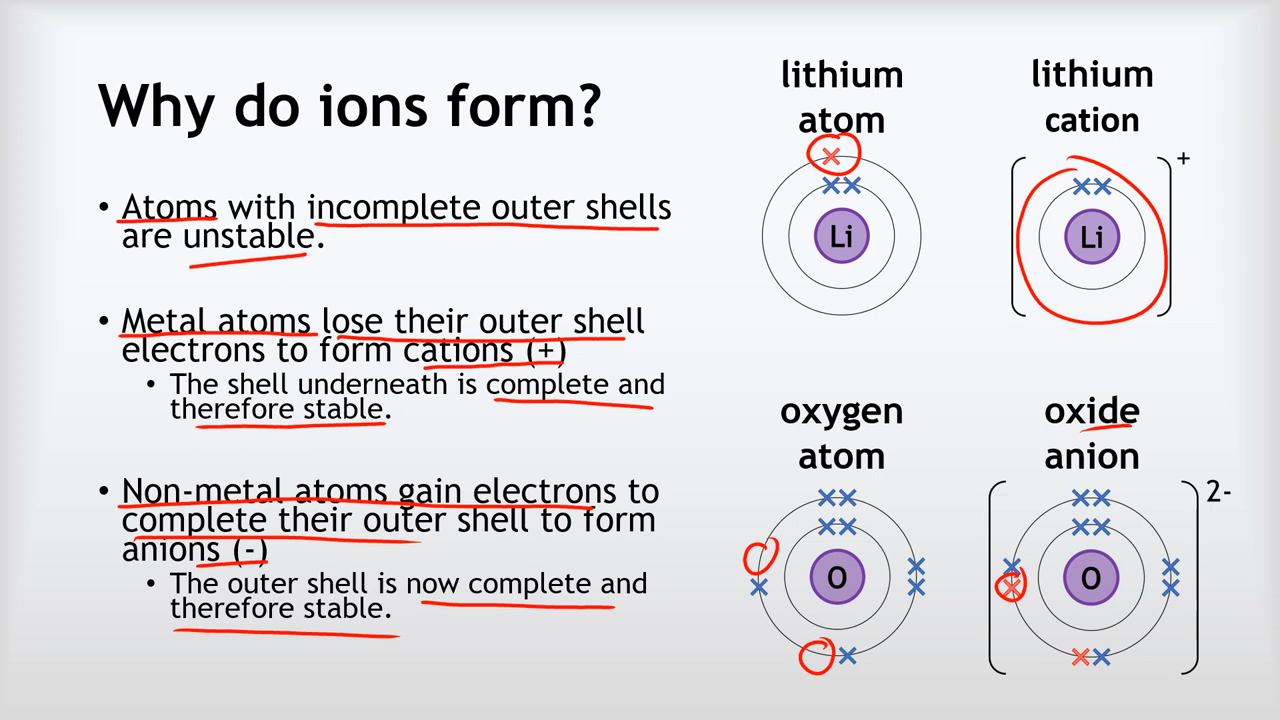 Why do ions form?
• Atoms with incomplete outer shells
are unstable.
• Metal atoms lose their outer shell
electrons to form cations (+)
• The shell underneath is complete and
therefore stable.
• Non-metal atoms gain electrons to
complete their outer shell to form
anions (-)
• The outer shell is now complete and
therefore stable.
lithium
atom
Li
lithium
cation
+
Li
oxygen
atom
O
oxide
anion
2-
O